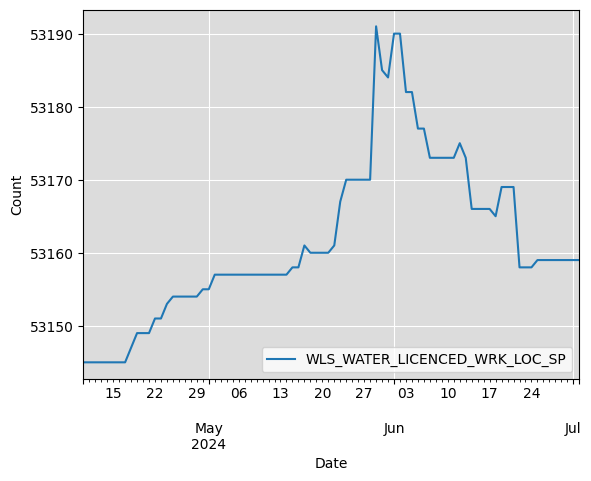 53190
53180
53170
53160
53150
Count
WLS_WATER_LICENCED_WRK_LOC_SP
15 22 29 06 13 20 27 03 10 17 24
May Jun Jul
2024
Date